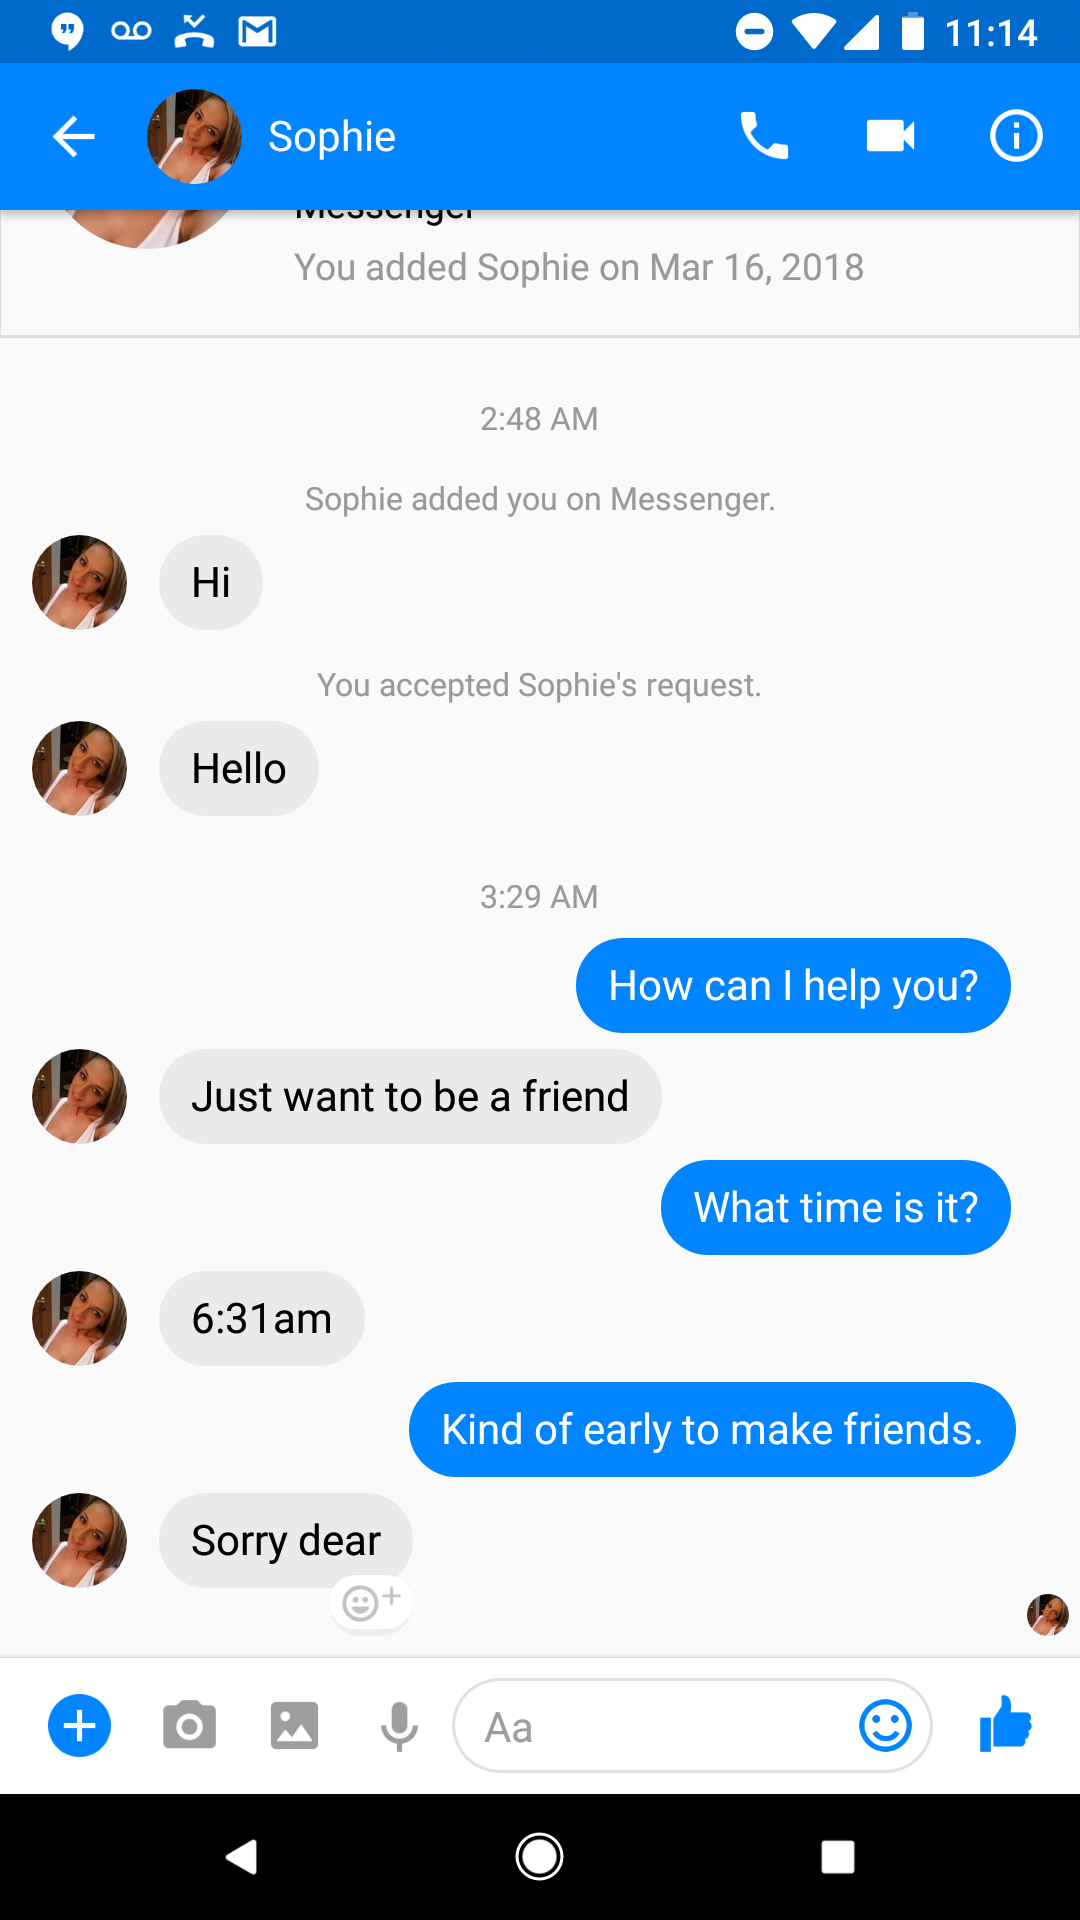 11:14
Sophie
Messenger
You added Sophie on Mar 16, 2018
2:48 AM
Sophie added you on Messenger.
Hi
You accepted Sophie's request.
Hello
3:29 AM
How can I help you?
Just want to be a friend
What time is it?
6:31am
Kind of early to make friends.
Sorry dear
Aa